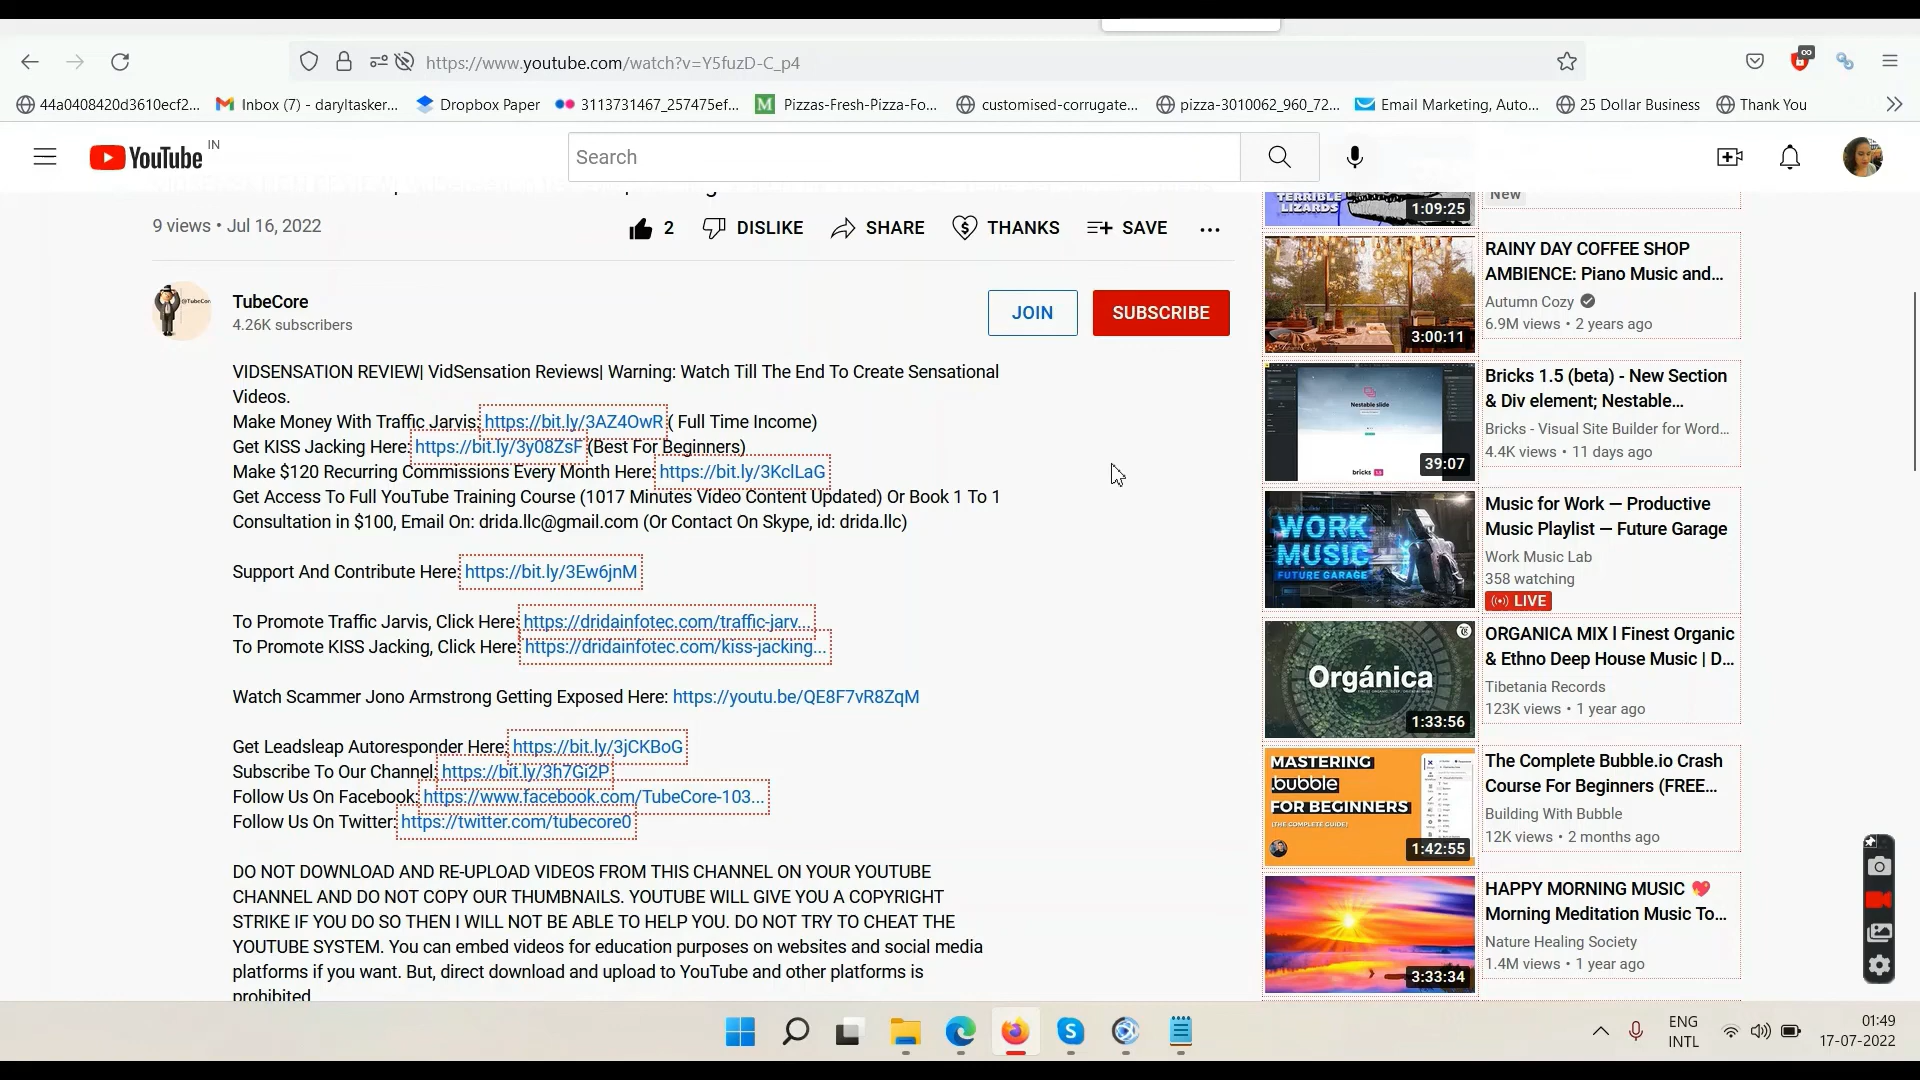 https://www.youtube.com/watch?v=Y5fuzD-C_p4
44a0408420d3610ecf2...
Inbox (7) - daryltasker...
Dropbox Paper
3113731467_257475ef...
Pizzas-Fresh-Pizza-Fo...
customised-corrugate...
pizza-3010062_960_72...
Email Marketing, Auto...
25 Dollar Business
Thank You
YouTube IN
Search
9 views • Jul 16, 2022
2
DISLIKE
SHARE
THANKS
SAVE
TubeCore
4.26K subscribers
JOIN
SUBSCRIBE
VIDSENSATION REVIEW| VidSensation Reviews| Warning: Watch Till The End To Create Sensational
Videos.
Make Money With Traffic Jarvis: https://bit.ly/3AZ4OwR ( Full Time Income)
Get KISS Jacking Here: https://bit.ly/3y08ZsF (Best For Beginners)
Make $120 Recurring Commissions Every Month Here: https://bit.ly/3KclLaG
Get Access To Full YouTube Training Course (1017 Minutes Video Content Updated) Or Book 1 To 1
Consultation in $100, Email On: drida.llc@gmail.com (Or Contact On Skype, id: drida.llc)
Support And Contribute Here: https://bit.ly/3Ew6jnM
To Promote Traffic Jarvis, Click Here: https://dridainfotec.com/traffic-jarv...
To Promote KISS Jacking, Click Here: https://dridainfotec.com/kiss-jacking...
Watch Scammer Jono Armstrong Getting Exposed Here: https://youtu.be/QE8F7vR8ZqM
Get Leadsleap Autoresponder Here: https://bit.ly/3jCKBoG
Subscribe To Our Channel: https://bit.ly/3h7Gi2P
Follow Us On Facebook: https://www.facebook.com/TubeCore-103...
Follow Us On Twitter: https://twitter.com/tubecore0
DO NOT DOWNLOAD AND RE-UPLOAD VIDEOS FROM THIS CHANNEL ON YOUR YOUTUBE
CHANNEL AND DO NOT COPY OUR THUMBNAILS. YOUTUBE WILL GIVE YOU A COPYRIGHT
STRIKE IF YOU DO SO THEN I WILL NOT BE ABLE TO HELP YOU. DO NOT TRY TO CHEAT THE
YOUTUBE SYSTEM. You can embed videos for education purposes on websites and social media
platforms if you want. But, direct download and upload to YouTube and other platforms is
prohibited
TERRIBLE
LIZARDS
1:09:25
New
3:00:11
RAINY DAY COFFEE SHOP
AMBIENCE: Piano Music and...
Autumn Cozy
6.9M views • 2 years ago
Nestable slide
bricks
39:07
Bricks 1.5 (beta) - New Section
& Div element; Nestable...
Bricks - Visual Site Builder for Word...
4.4K views • 11 days ago
WORK
MUSIC
FUTURE GARAGE
Music for Work — Productive
Music Playlist — Future Garage
Work Music Lab
358 watching
LIVE
Orgánica
1:33:56
ORGANICA MIX l Finest Organic
& Ethno Deep House Music | D...
Tibetania Records
123K views • 1 year ago
MASTERING
.bubble
FOR BEGINNERS
(THE COMPLETE GUIDE)
1:42:55
The Complete Bubble.io Crash
Course For Beginners (FREE...
Building With Bubble
12K views • 2 months ago
3:33:34
HAPPY MORNING MUSIC 💖
Morning Meditation Music To...
Nature Healing Society
1.4M views • 1 year ago
ENG
INTL
01:49
17-07-2022